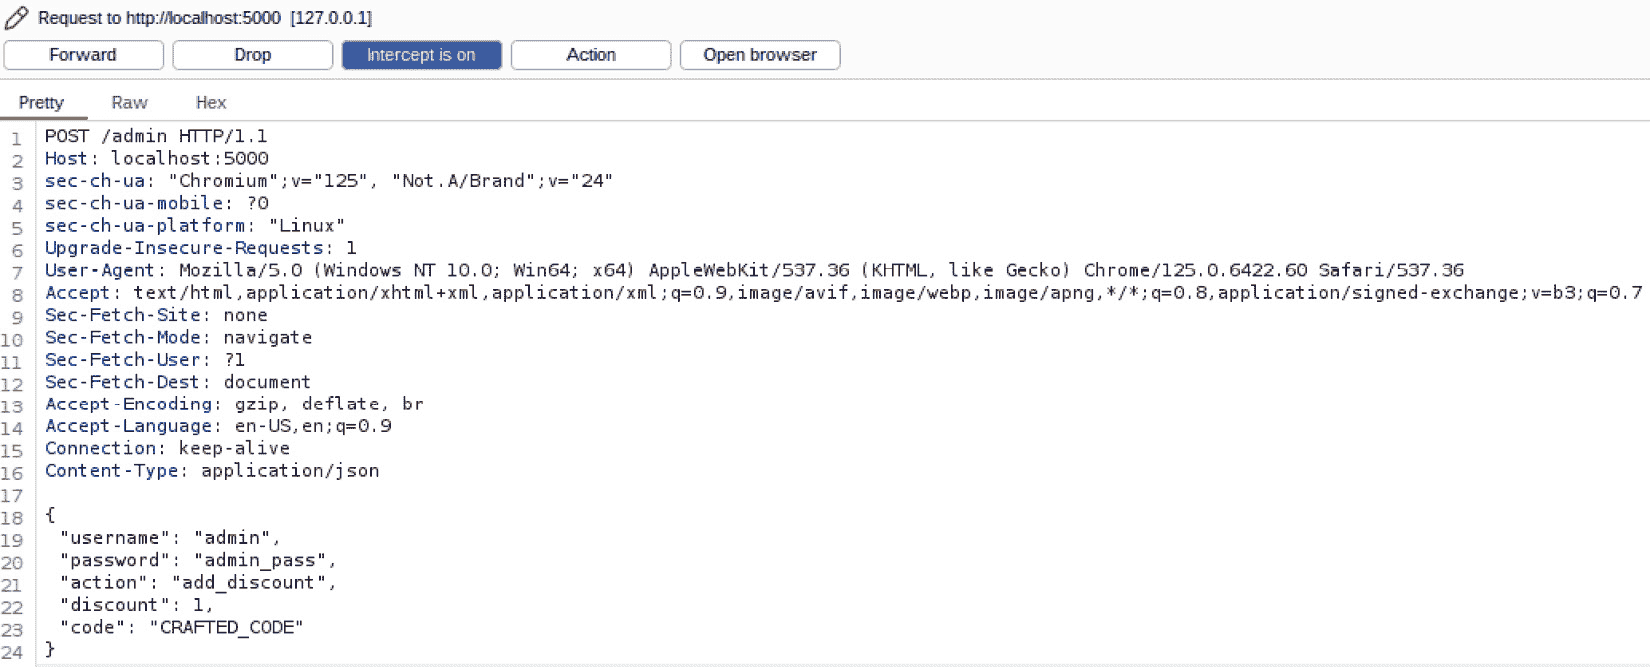 Request to http://localhost:5000 [127.0.0.1]
Forward Drop Intercept is on Action Open browser
Pretty Raw Hex
1 POST /admin HTTP/1.1
2 Host: localhost:5000
3 sec-ch-ua: "Chromium";v="125", "Not.A/Brand";v="24"
4 sec-ch-ua-mobile: ?0
5 sec-ch-ua-platform: "Linux"
6 Upgrade-Insecure-Requests: 1
7 User-Agent: Mozilla/5.0 (Windows NT 10.0; Win64; x64) AppleWebKit/537.36 (KHTML, like Gecko) Chrome/125.0.6422.60 Safari/537.36
8 Accept: text/html,application/xhtml+xml,application/xml;q=0.9,image/avif,image/webp,image/apng,*/*;q=0.8,application/signed-exchange;v=b3;q=0.7
9 Sec-Fetch-Site: none
10 Sec-Fetch-Mode: navigate
11 Sec-Fetch-User: ?1
12 Sec-Fetch-Dest: document
13 Accept-Encoding: gzip, deflate, br
14 Accept-Language: en-US,en;q=0.9
15 Connection: keep-alive
16 Content-Type: application/json
17
18 {
19 "username": "admin",
20 "password": "admin_pass",
21 "action": "add_discount",
22 "discount": 1,
23 "code": "CRAFTED_CODE"
24 }